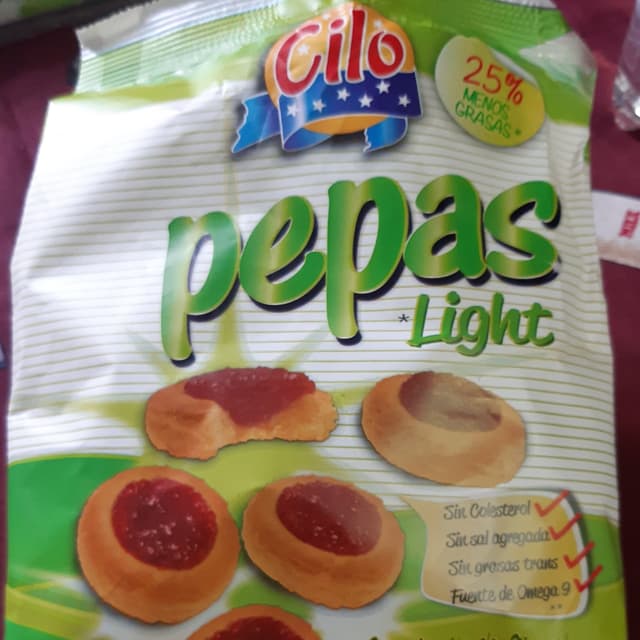 Cilo
25%
MENOS
GRASAS*
pepas
*Light
Sin Colesterol
Sin sal agregada
Sin grasas trans
Fuente de Omega 9